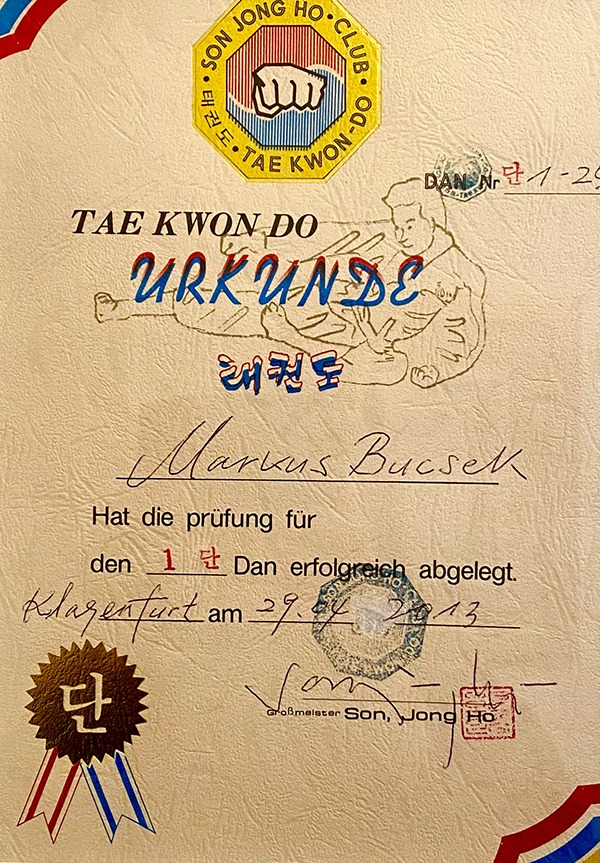 SON JONG HO • CLUB
태권도 • TAE KWON-DO
DAN Nr 단 1-29
TAE KWON DO
URKUNDE
태권도
Markus Bucsek
Hat die prüfung für
den 1 단 Dan erfolgreich abgelegt.
Klagenfurt am 29.04 2013
Großmeister Son, Jong Ho
단